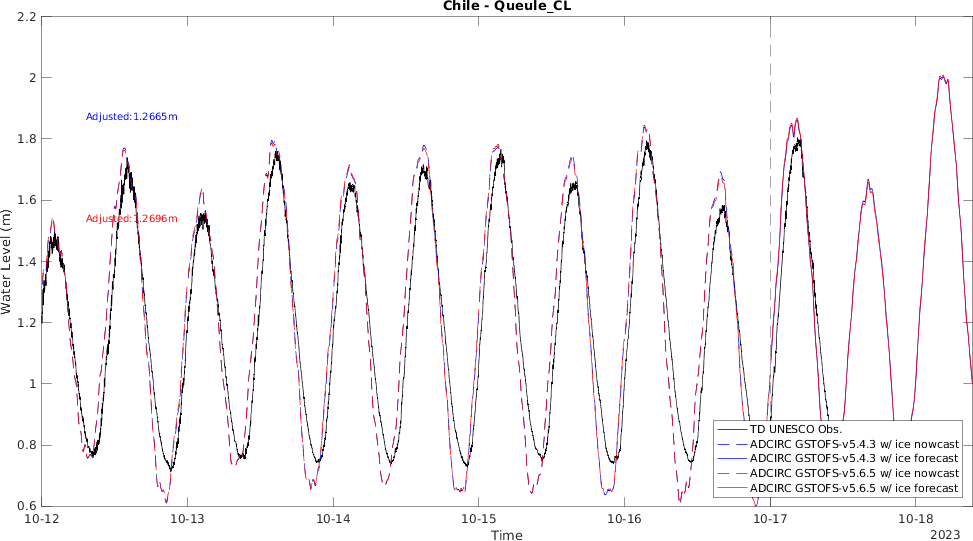 Chile - Queule_CL
2.2
2
1.8
1.6
1.4
1.2
1
0.8
0.6
Water Level (m)
Adjusted:1.2665m
Adjusted:1.2696m
TD UNESCO Obs.
ADCIRC GSTOFS-v5.4.3 w/ ice nowcast
ADCIRC GSTOFS-v5.4.3 w/ ice forecast
ADCIRC GSTOFS-v5.6.5 w/ ice nowcast
ADCIRC GSTOFS-v5.6.5 w/ ice forecast
10-12 10-13 10-14 10-15 10-16 10-17 10-18
Time
2023